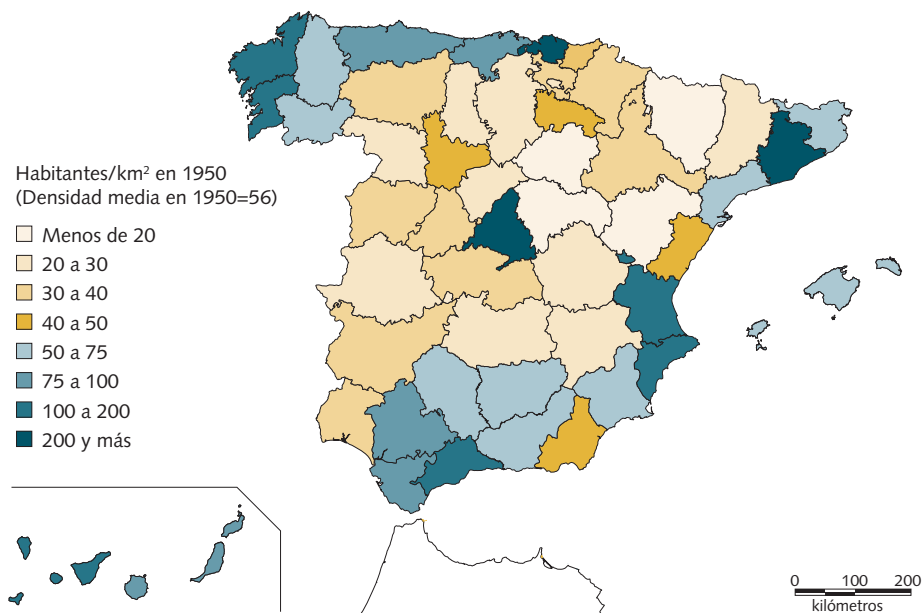 Habitantes/km² en 1950
(Densidad media en 1950=56)
Menos de 20
20 a 30
30 a 40
40 a 50
50 a 75
75 a 100
100 a 200
200 y más
0 100 200
kilómetros